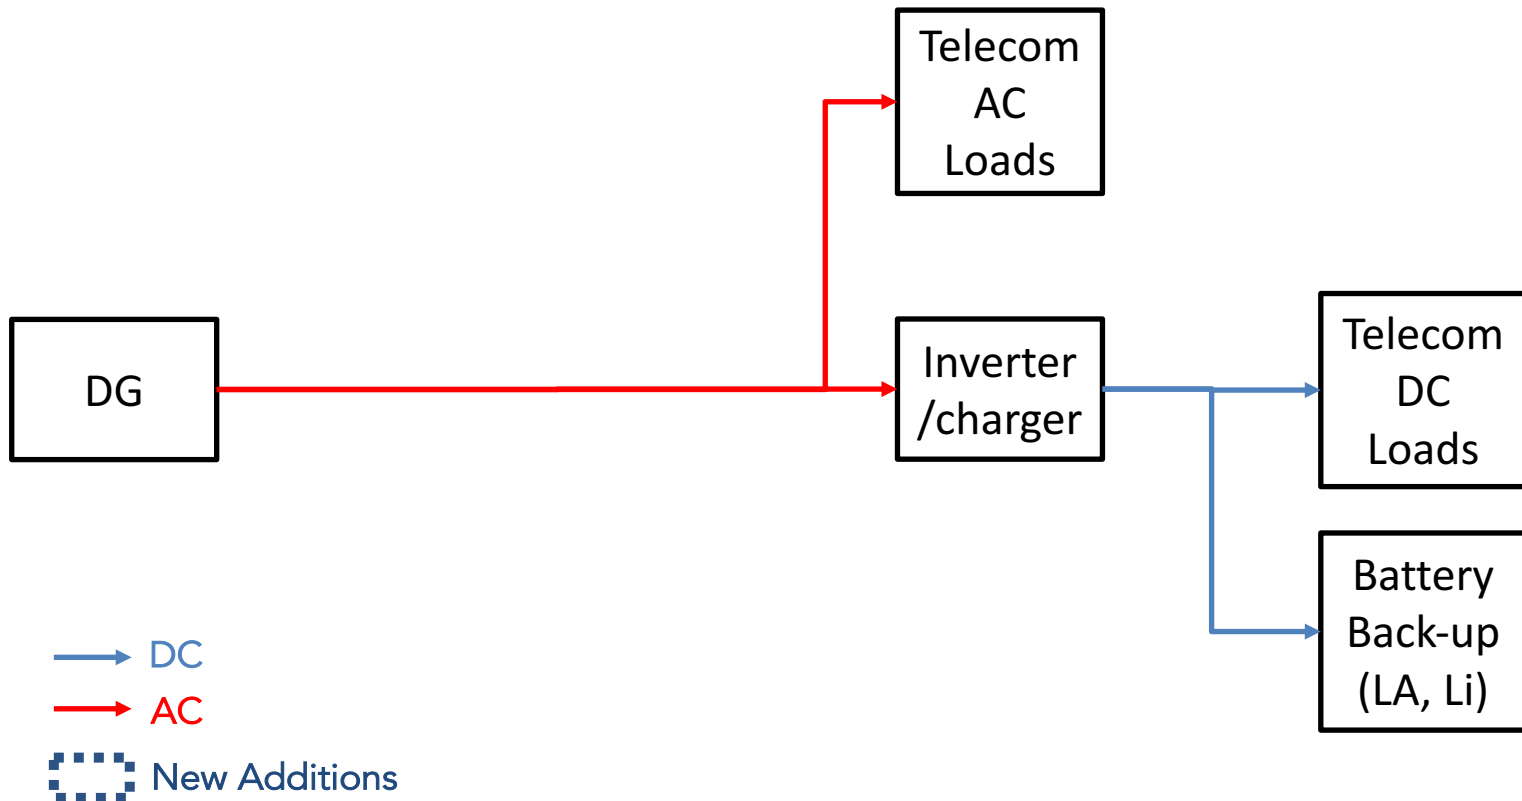 Telecom
AC
Loads
DG
Inverter
/charger
Telecom
DC
Loads
Battery
Back-up
(LA, Li)
DC
AC
New Additions